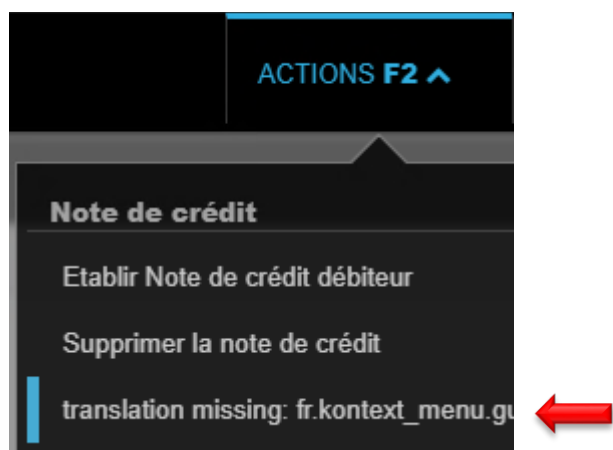 ACTIONS F2
Note de crédit
Etablir Note de crédit débiteur
Supprimer la note de crédit
translation missing: fr.kontext_menu.gu